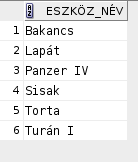 ESZKÖZ_NÉV
1 Bakancs
2 Lapát
3 Panzer IV
4 Sisak
5 Torta
6 Turán I